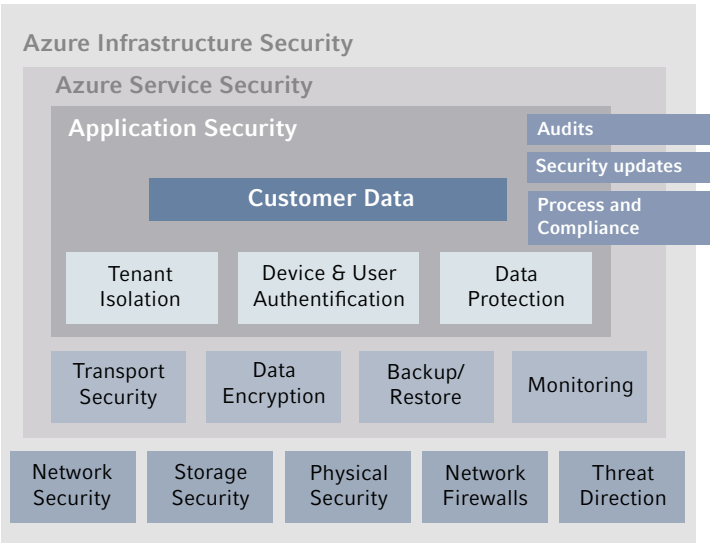 Azure Infrastructure Security
Azure Service Security
Application Security
Audits
Security updates
Process and
Compliance
Customer Data
Tenant
Isolation
Device & User
Authentification
Data
Protection
Transport
Security
Data
Encryption
Backup/
Restore
Monitoring
Network
Security
Storage
Security
Physical
Security
Network
Firewalls
Threat
Direction